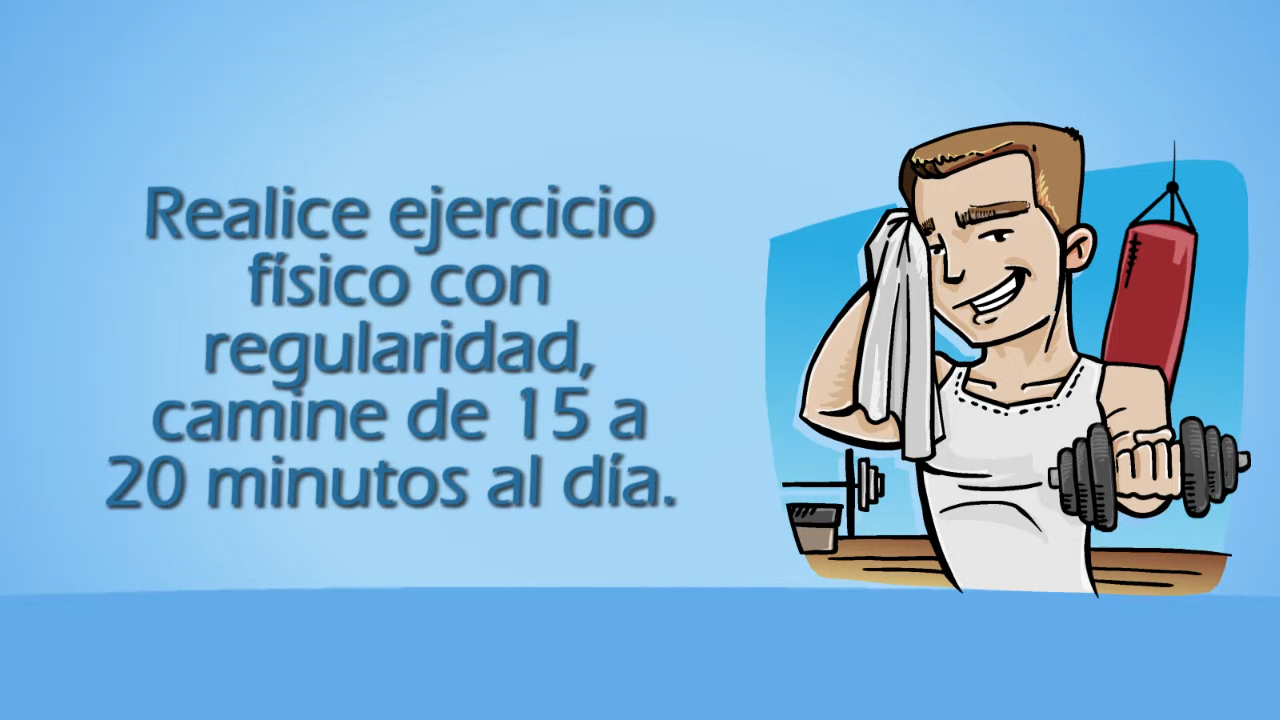 Realice ejercicio
físico con
regularidad,
camine de 15 a
20 minutos al día.